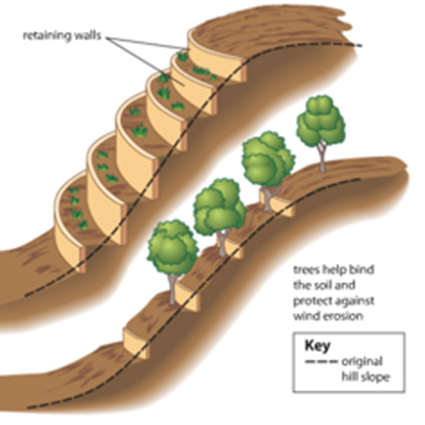 retaining walls
trees help bind
the soil and
protect against
wind erosion
Key
original
hill slope